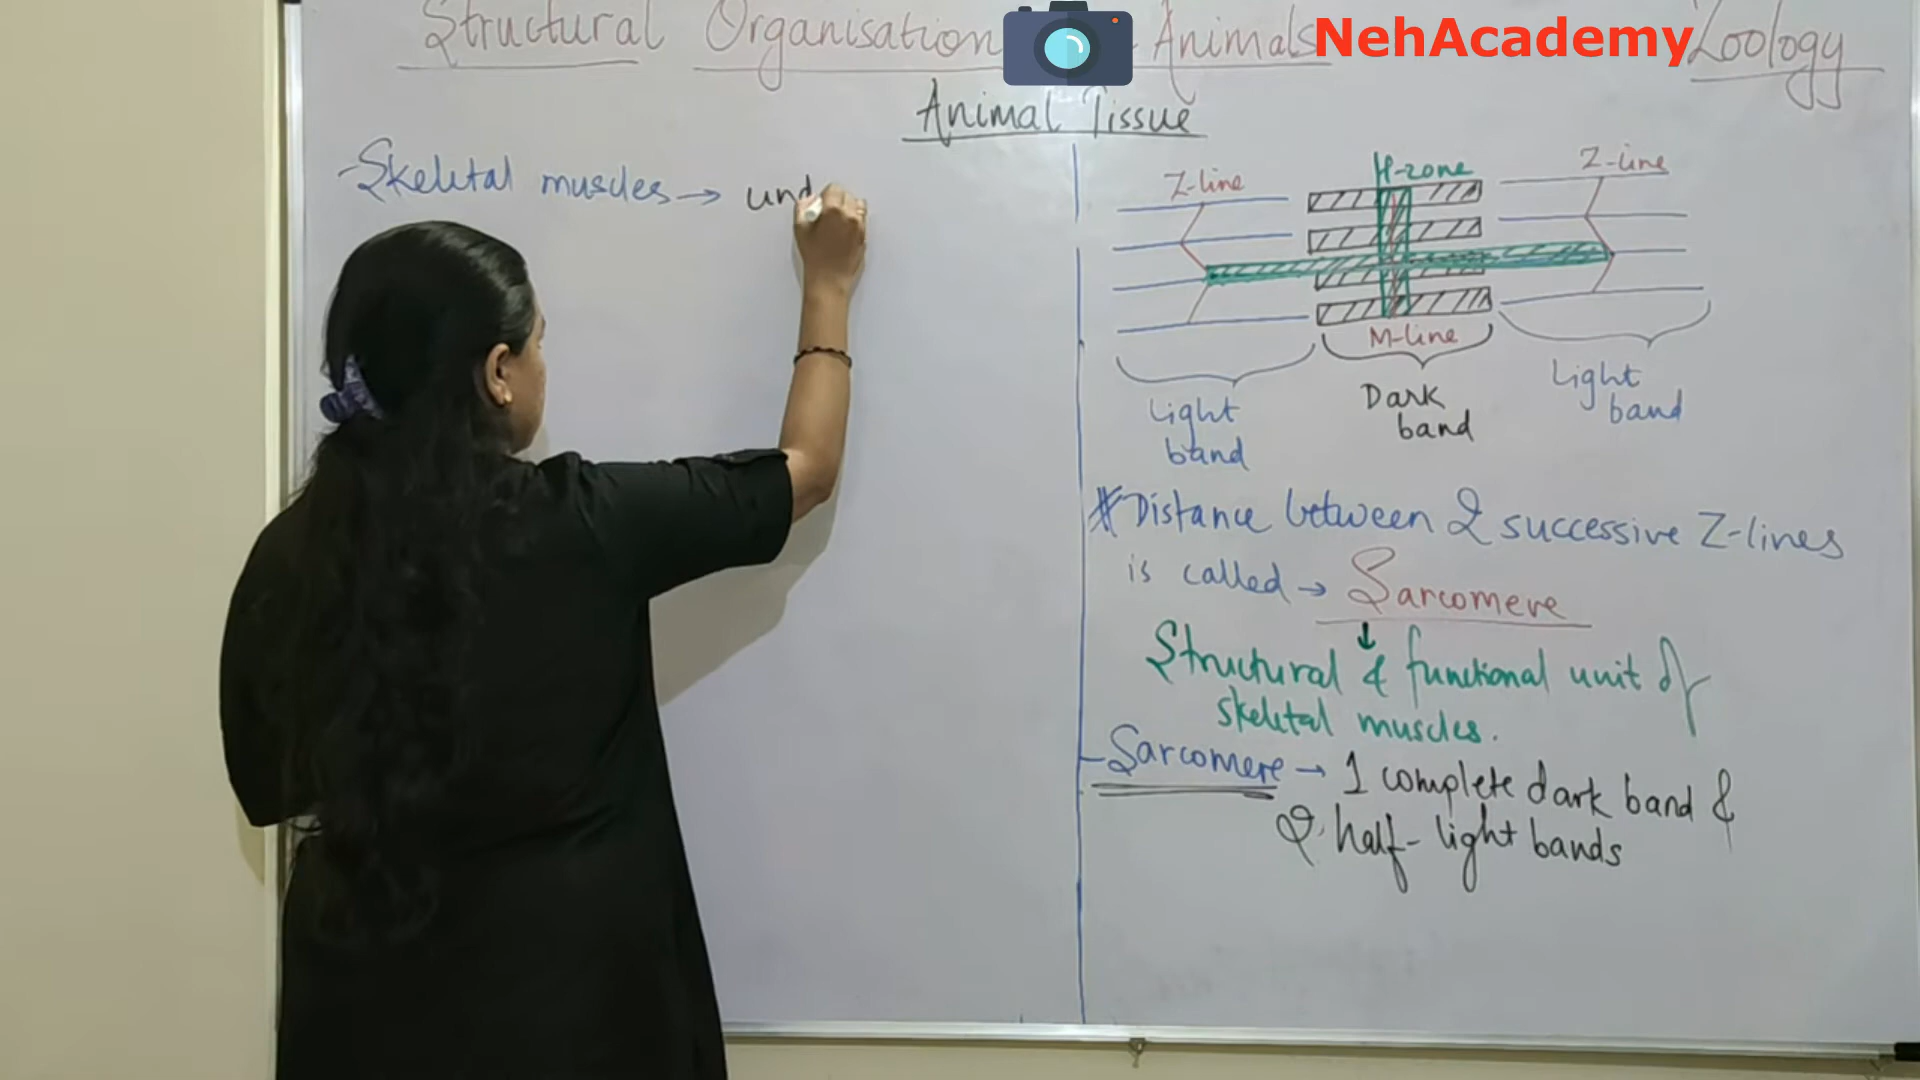 Structural Organisation Animals Zoology
NehAcademy
Animal Tissue
-Skeletal muscles → und
Z-line
H-zone
Z-line
M-line
Light band
Dark band
Light band
* Distance between 2 successive Z-lines
is called → Sarcomere
↓
Structural & functional unit of
skeletal muscles.
-Sarcomere → 1 complete dark band &
2 half-light bands